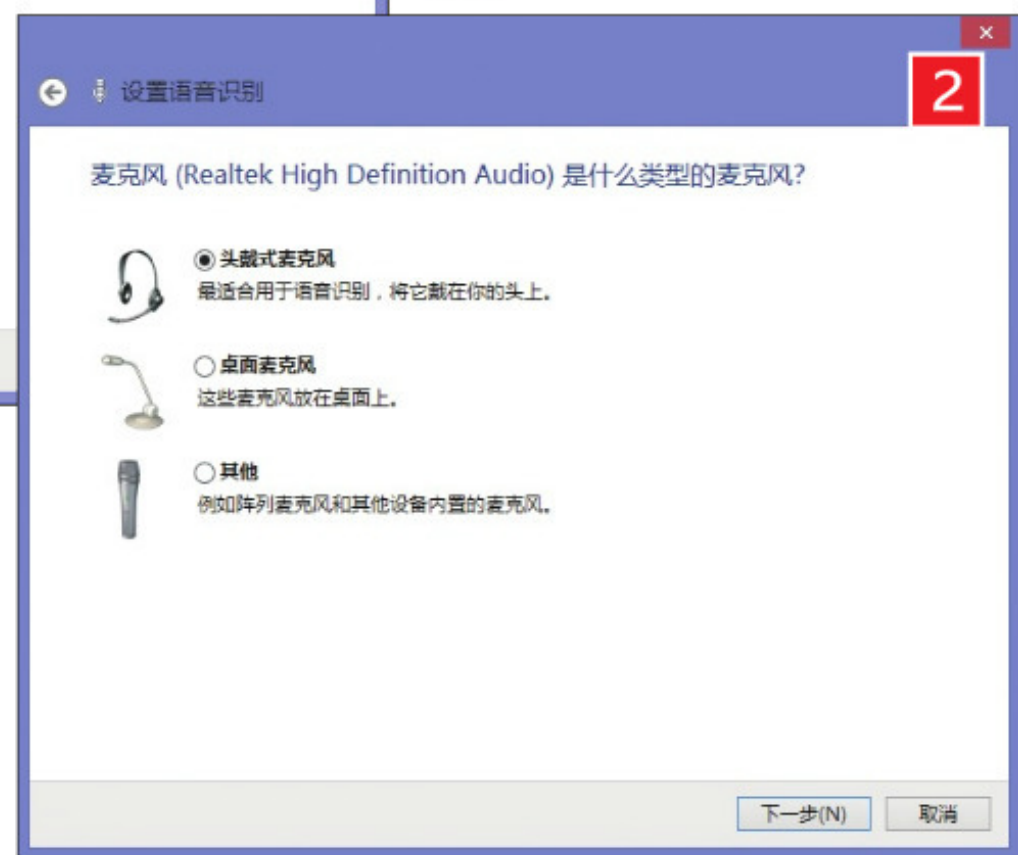 2
设置语音识别
麦克风 (Realtek High Definition Audio) 是什么类型的麦克风?
头戴式麦克风
最适合用于语音识别，将它戴在你的头上。
桌面麦克风
这些麦克风放在桌面上。
其他
例如阵列麦克风和其他设备内置的麦克风。
下一步(N) 取消